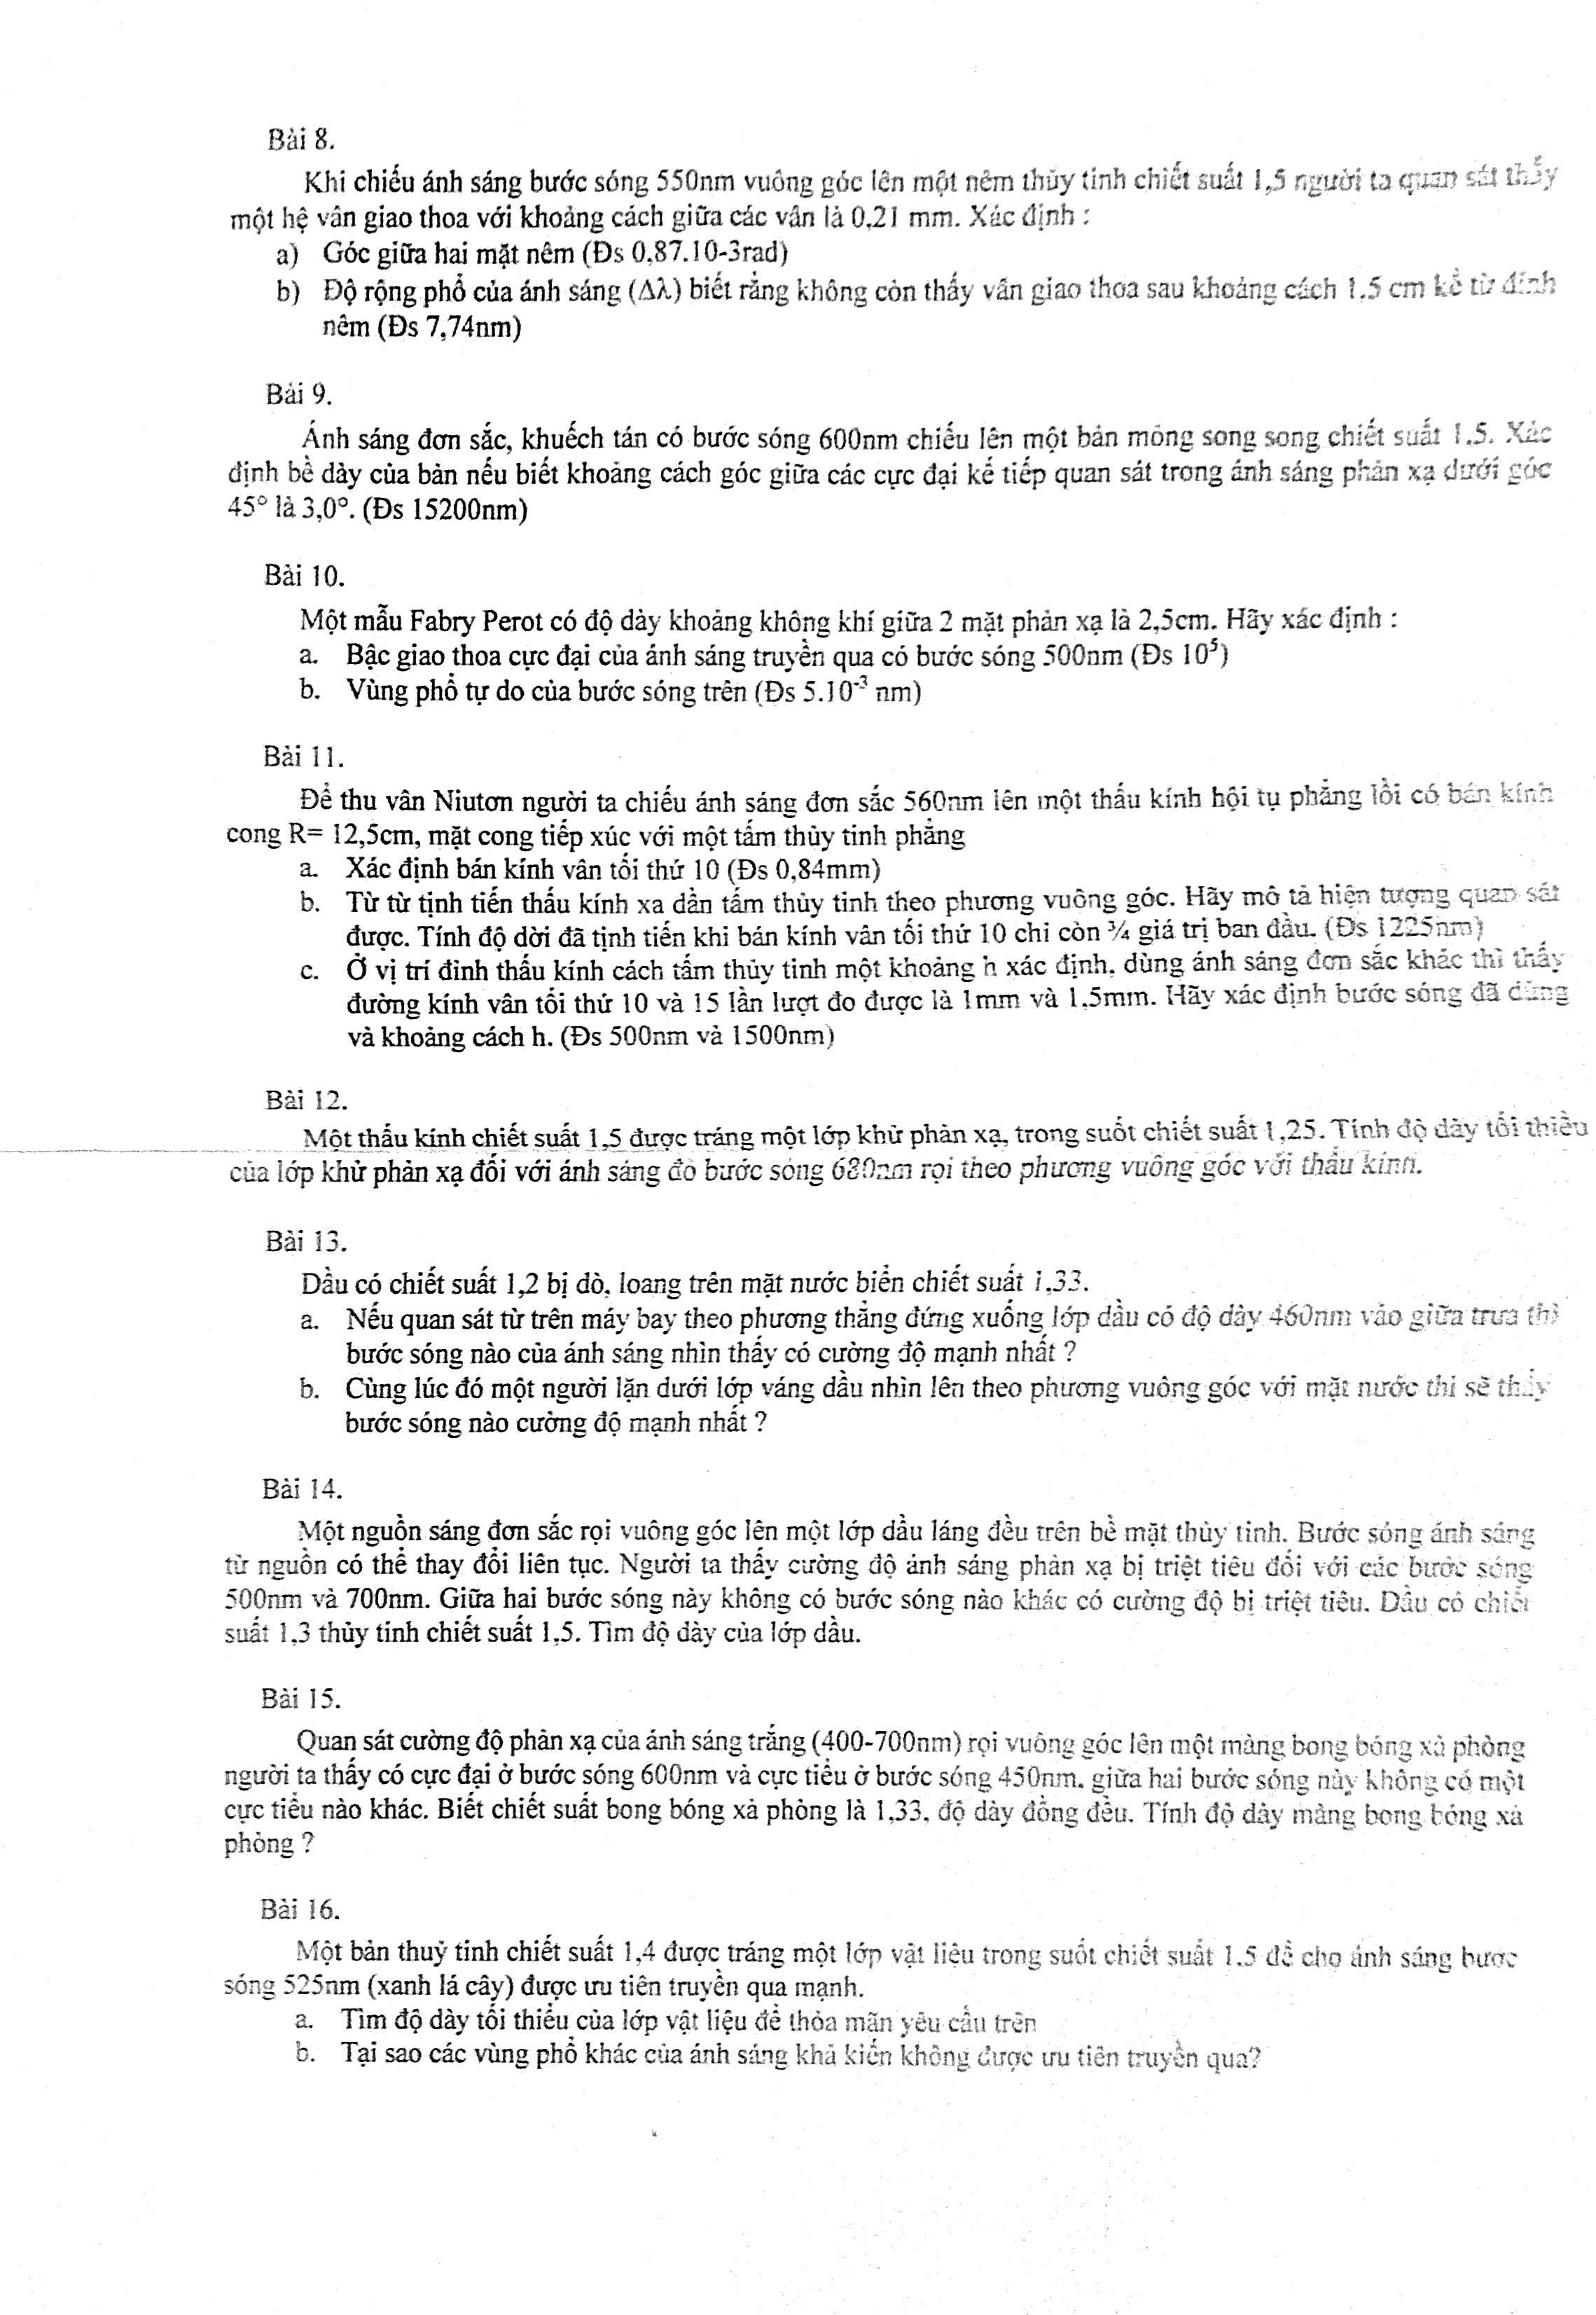 Bài 8.
Khi chiếu ánh sáng bước sóng 550nm vuông góc lên một nêm thủy tinh chiết suất 1,5 người ta quan sát thấy
một hệ vân giao thoa với khoảng cách giữa các vân là 0,21 mm. Xác định :
a) Góc giữa hai mặt nêm (Đs 0,87.10-3rad)
b) Độ rộng phổ của ánh sáng (Δλ) biết rằng không còn thấy vân giao thoa sau khoảng cách 1,5 cm kể từ đỉnh
nêm (Đs 7,74nm)
Bài 9.
Ánh sáng đơn sắc, khuếch tán có bước sóng 600nm chiếu lên một bản mỏng song song chiết suất 1.5. Xác
định bề dày của bản nếu biết khoảng cách góc giữa các cực đại kế tiếp quan sát trong ánh sáng phản xạ dưới góc
45° là 3,0°. (Đs 15200nm)
Bài 10.
Một mẫu Fabry Perot có độ dày khoảng không khí giữa 2 mặt phản xạ là 2,5cm. Hãy xác định :
a. Bậc giao thoa cực đại của ánh sáng truyền qua có bước sóng 500nm (Đs 10⁵)
b. Vùng phổ tự do của bước sóng trên (Đs 5.10⁻³ nm)
Bài 11.
Để thu vân Niutơn người ta chiếu ánh sáng đơn sắc 560nm lên một thấu kính hội tụ phẳng lồi có bán kính
cong R= 12,5cm, mặt cong tiếp xúc với một tấm thủy tinh phẳng
a. Xác định bán kính vân tối thứ 10 (Đs 0,84mm)
b. Từ từ tịnh tiến thấu kính xa dần tấm thủy tinh theo phương vuông góc. Hãy mô tả hiện tượng quan sát
được. Tính độ dời đã tịnh tiến khi bán kính vân tối thứ 10 chỉ còn ¾ giá trị ban đầu. (Đs 1225nm)
c. Ở vị trí đỉnh thấu kính cách tấm thủy tinh một khoảng h xác định, dùng ánh sáng đơn sắc khác thì thấy
đường kính vân tối thứ 10 và 15 lần lượt đo được là 1mm và 1,5mm. Hãy xác định bước sóng đã dùng
và khoảng cách h. (Đs 500nm và 1500nm)
Bài 12.
Một thấu kính chiết suất 1,5 được tráng một lớp khử phản xạ, trong suốt chiết suất 1,25. Tính độ dày tối thiểu
của lớp khử phản xạ đối với ánh sáng đỏ bước sóng 680nm rọi theo phương vuông góc với thấu kính.
Bài 13.
Dầu có chiết suất 1,2 bị dò, loang trên mặt nước biển chiết suất 1,33.
a. Nếu quan sát từ trên máy bay theo phương thẳng đứng xuống lớp dầu có độ dày 460nm vào giữa trưa thì
bước sóng nào của ánh sáng nhìn thấy có cường độ mạnh nhất ?
b. Cùng lúc đó một người lặn dưới lớp váng dầu nhìn lên theo phương vuông góc với mặt nước thì sẽ thấy
bước sóng nào cường độ mạnh nhất ?
Bài 14.
Một nguồn sáng đơn sắc rọi vuông góc lên một lớp dầu láng đều trên bề mặt thủy tinh. Bước sóng ánh sáng
từ nguồn có thể thay đổi liên tục. Người ta thấy cường độ ánh sáng phản xạ bị triệt tiêu đối với các bước sóng
500nm và 700nm. Giữa hai bước sóng này không có bước sóng nào khác có cường độ bị triệt tiêu. Dầu có chiết
suất 1,3 thủy tinh chiết suất 1,5. Tìm độ dày của lớp dầu.
Bài 15.
Quan sát cường độ phản xạ của ánh sáng trắng (400-700nm) rọi vuông góc lên một màng bong bóng xà phòng
người ta thấy có cực đại ở bước sóng 600nm và cực tiểu ở bước sóng 450nm, giữa hai bước sóng này không có một
cực tiểu nào khác. Biết chiết suất bong bóng xà phòng là 1,33, độ dày đồng đều. Tính độ dày màng bong bóng xà
phòng ?
Bài 16.
Một bản thuỷ tinh chiết suất 1,4 được tráng một lớp vật liệu trong suốt chiết suất 1.5 để cho ánh sáng bước
sóng 525nm (xanh lá cây) được ưu tiên truyền qua mạnh.
a. Tìm độ dày tối thiểu của lớp vật liệu để thỏa mãn yêu cầu trên
b. Tại sao các vùng phổ khác của ánh sáng khả kiến không được ưu tiên truyền qua?